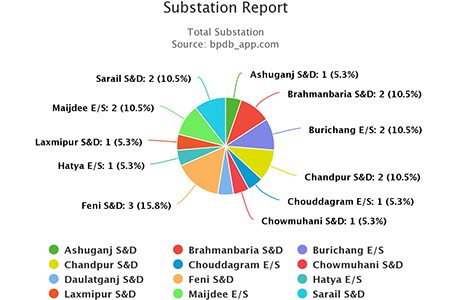 Substation Report
Total Substation
Source: bpdb_app.com
Sarail S&D: 2 (10.5%)
Ashuganj S&D: 1 (5.3%)
Brahmanbaria S&D: 2 (10.5%)
Maijdee E/S: 2 (10.5%)
Burichang E/S: 2 (10.5%)
Laxmipur S&D: 1 (5.3%)
Hatya E/S: 1 (5.3%)
Chandpur S&D: 2 (10.5%)
Chouddagram E/S: 1 (5.3%)
Feni S&D: 3 (15.8%)
Chowmuhani S&D: 1 (5.3%)
Ashuganj S&D Brahmanbaria S&D Burichang E/S
Chandpur S&D Chouddagram E/S Chowmuhani S&D
Daulatganj S&D Feni S&D Hatya E/S
Laxmipur S&D Maijdee E/S Sarail S&D